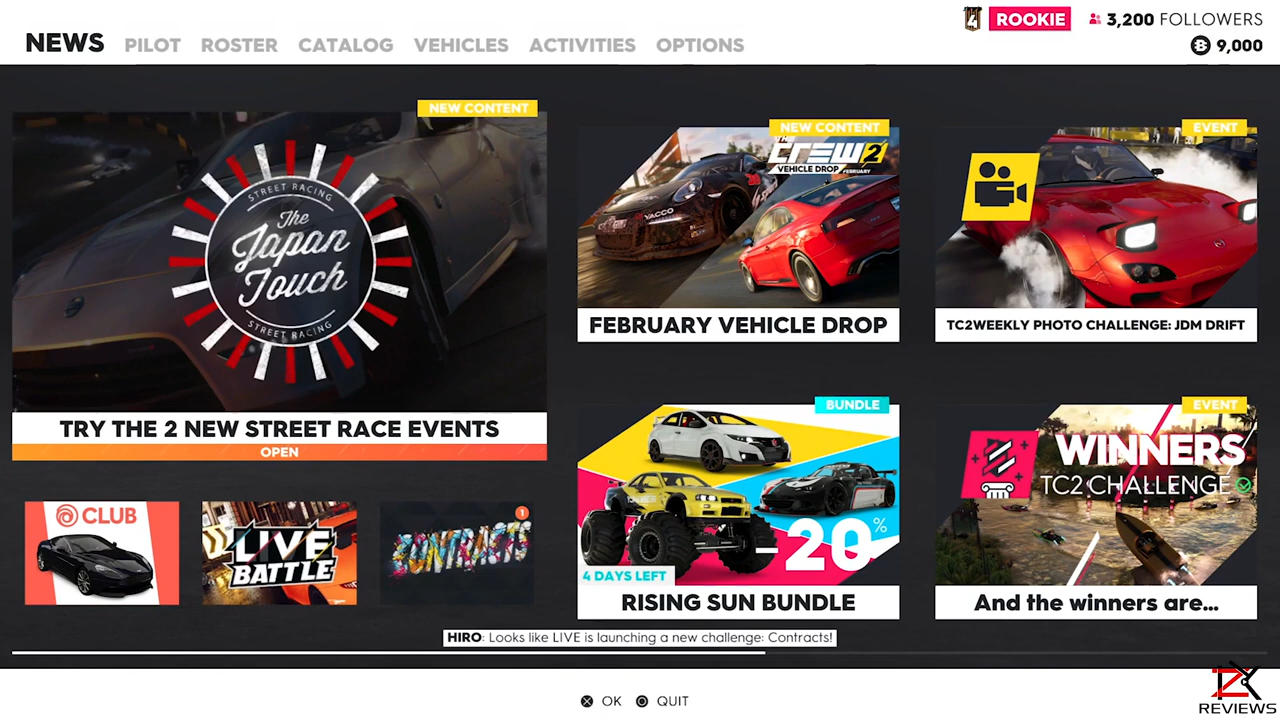 4 ROOKIE 3,200 FOLLOWERS
NEWS PILOT ROSTER CATALOG VEHICLES ACTIVITIES OPTIONS
9,000
NEW CONTENT
STREET RACING
The
Japan
Touch
STREET RACING
TRY THE 2 NEW STREET RACE EVENTS
OPEN
NEW CONTENT
THE
CREW 2
VEHICLE DROP FEBRUARY
YACCO
FEBRUARY VEHICLE DROP
EVENT
TC2WEEKLY PHOTO CHALLENGE: JDM DRIFT
CLUB
LIVE
BATTLE
CONTRACTS
1
BUNDLE
-20%
4 DAYS LEFT
RISING SUN BUNDLE
EVENT
WINNERS
TC2 CHALLENGE
And the winners are...
HIRO: Looks like LIVE is launching a new challenge: Contracts!
OK QUIT
REVIEWS